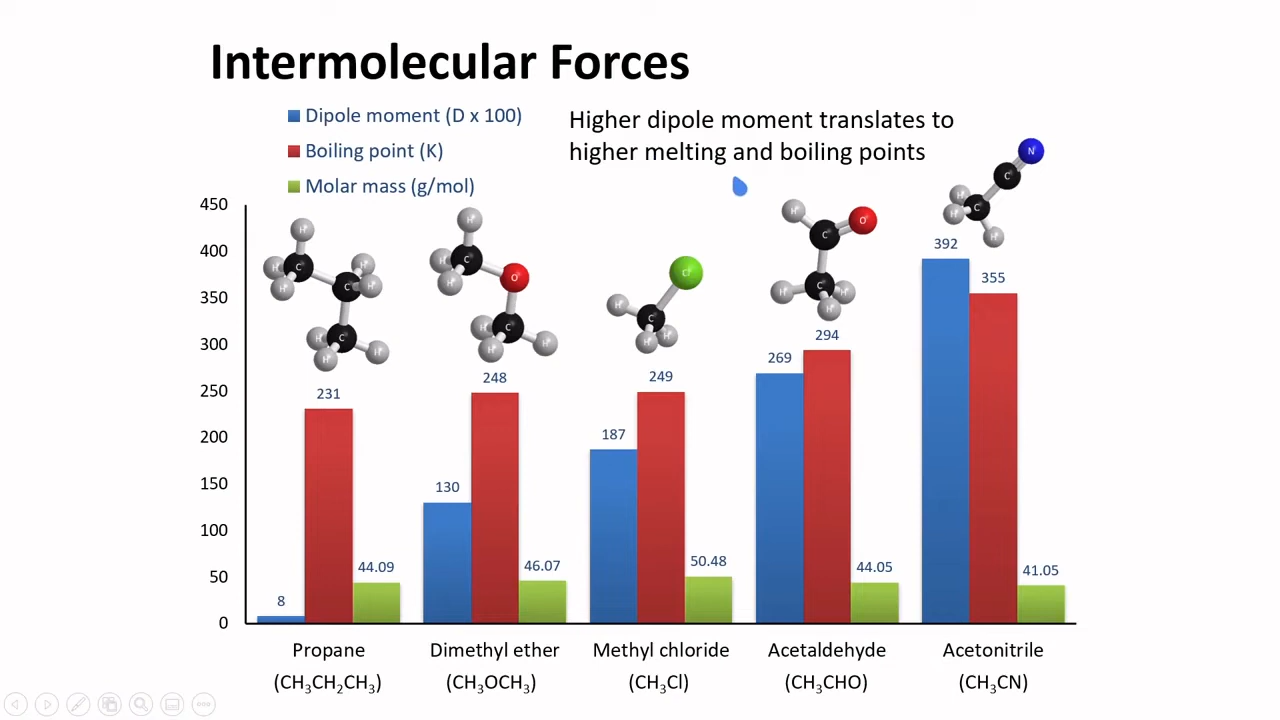 Intermolecular Forces
Dipole moment (D x 100)
Boiling point (K)
Molar mass (g/mol)
Higher dipole moment translates to
higher melting and boiling points
450
400
350
300
250
200
150
100
50
0
8
231
44.09
130
248
46.07
187
249
50.48
269
294
44.05
392
355
41.05
Propane
(CH₃CH₂CH₃)
Dimethyl ether
(CH₃OCH₃)
Methyl chloride
(CH₃Cl)
Acetaldehyde
(CH₃CHO)
Acetonitrile
(CH₃CN)